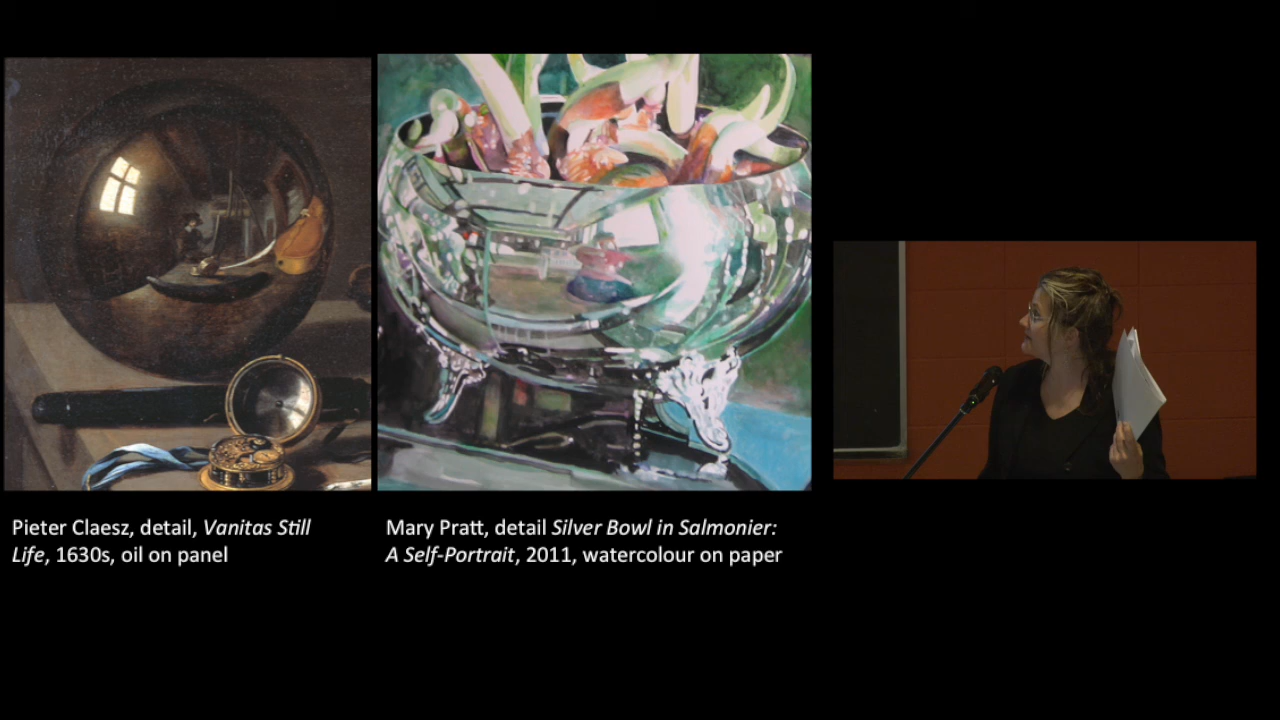 Pieter Claesz, detail, Vanitas Still
Life, 1630s, oil on panel
Mary Pratt, detail Silver Bowl in Salmonier:
A Self-Portrait, 2011, watercolour on paper